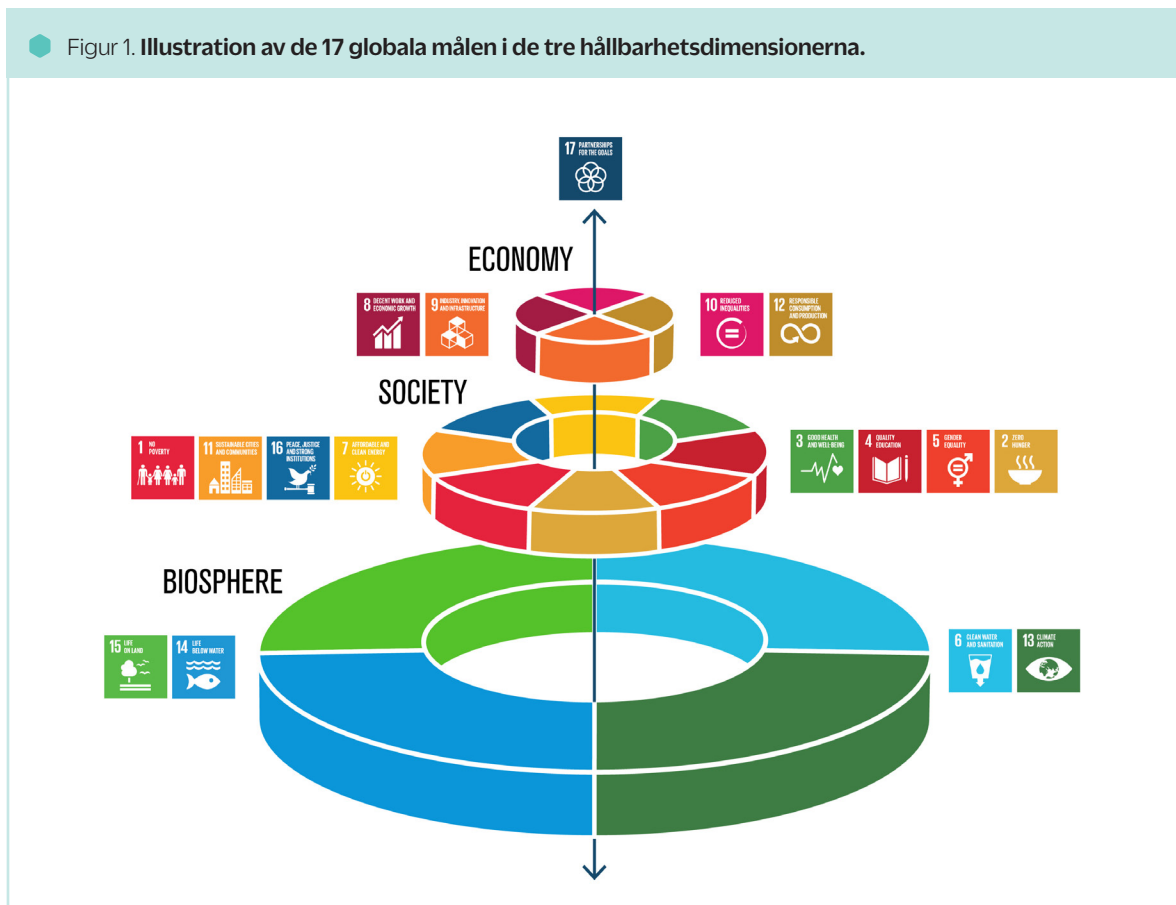 Figur 1. Illustration av de 17 globala målen i de tre hållbarhetsdimensionerna.
17 PARTNERSHIPS
FOR THE GOALS
ECONOMY
8 DECENT WORK AND
ECONOMIC GROWTH
9 INDUSTRY, INNOVATION
AND INFRASTRUCTURE
10 REDUCED
INEQUALITIES
12 RESPONSIBLE
CONSUMPTION
AND PRODUCTION
SOCIETY
1 NO
POVERTY
11 SUSTAINABLE CITIES
AND COMMUNITIES
16 PEACE, JUSTICE
AND STRONG
INSTITUTIONS
7 AFFORDABLE AND
CLEAN ENERGY
3 GOOD HEALTH
AND WELL-BEING
4 QUALITY
EDUCATION
5 GENDER
EQUALITY
2 ZERO
HUNGER
BIOSPHERE
15 LIFE
ON LAND
14 LIFE
BELOW WATER
6 CLEAN WATER
AND SANITATION
13 CLIMATE
ACTION